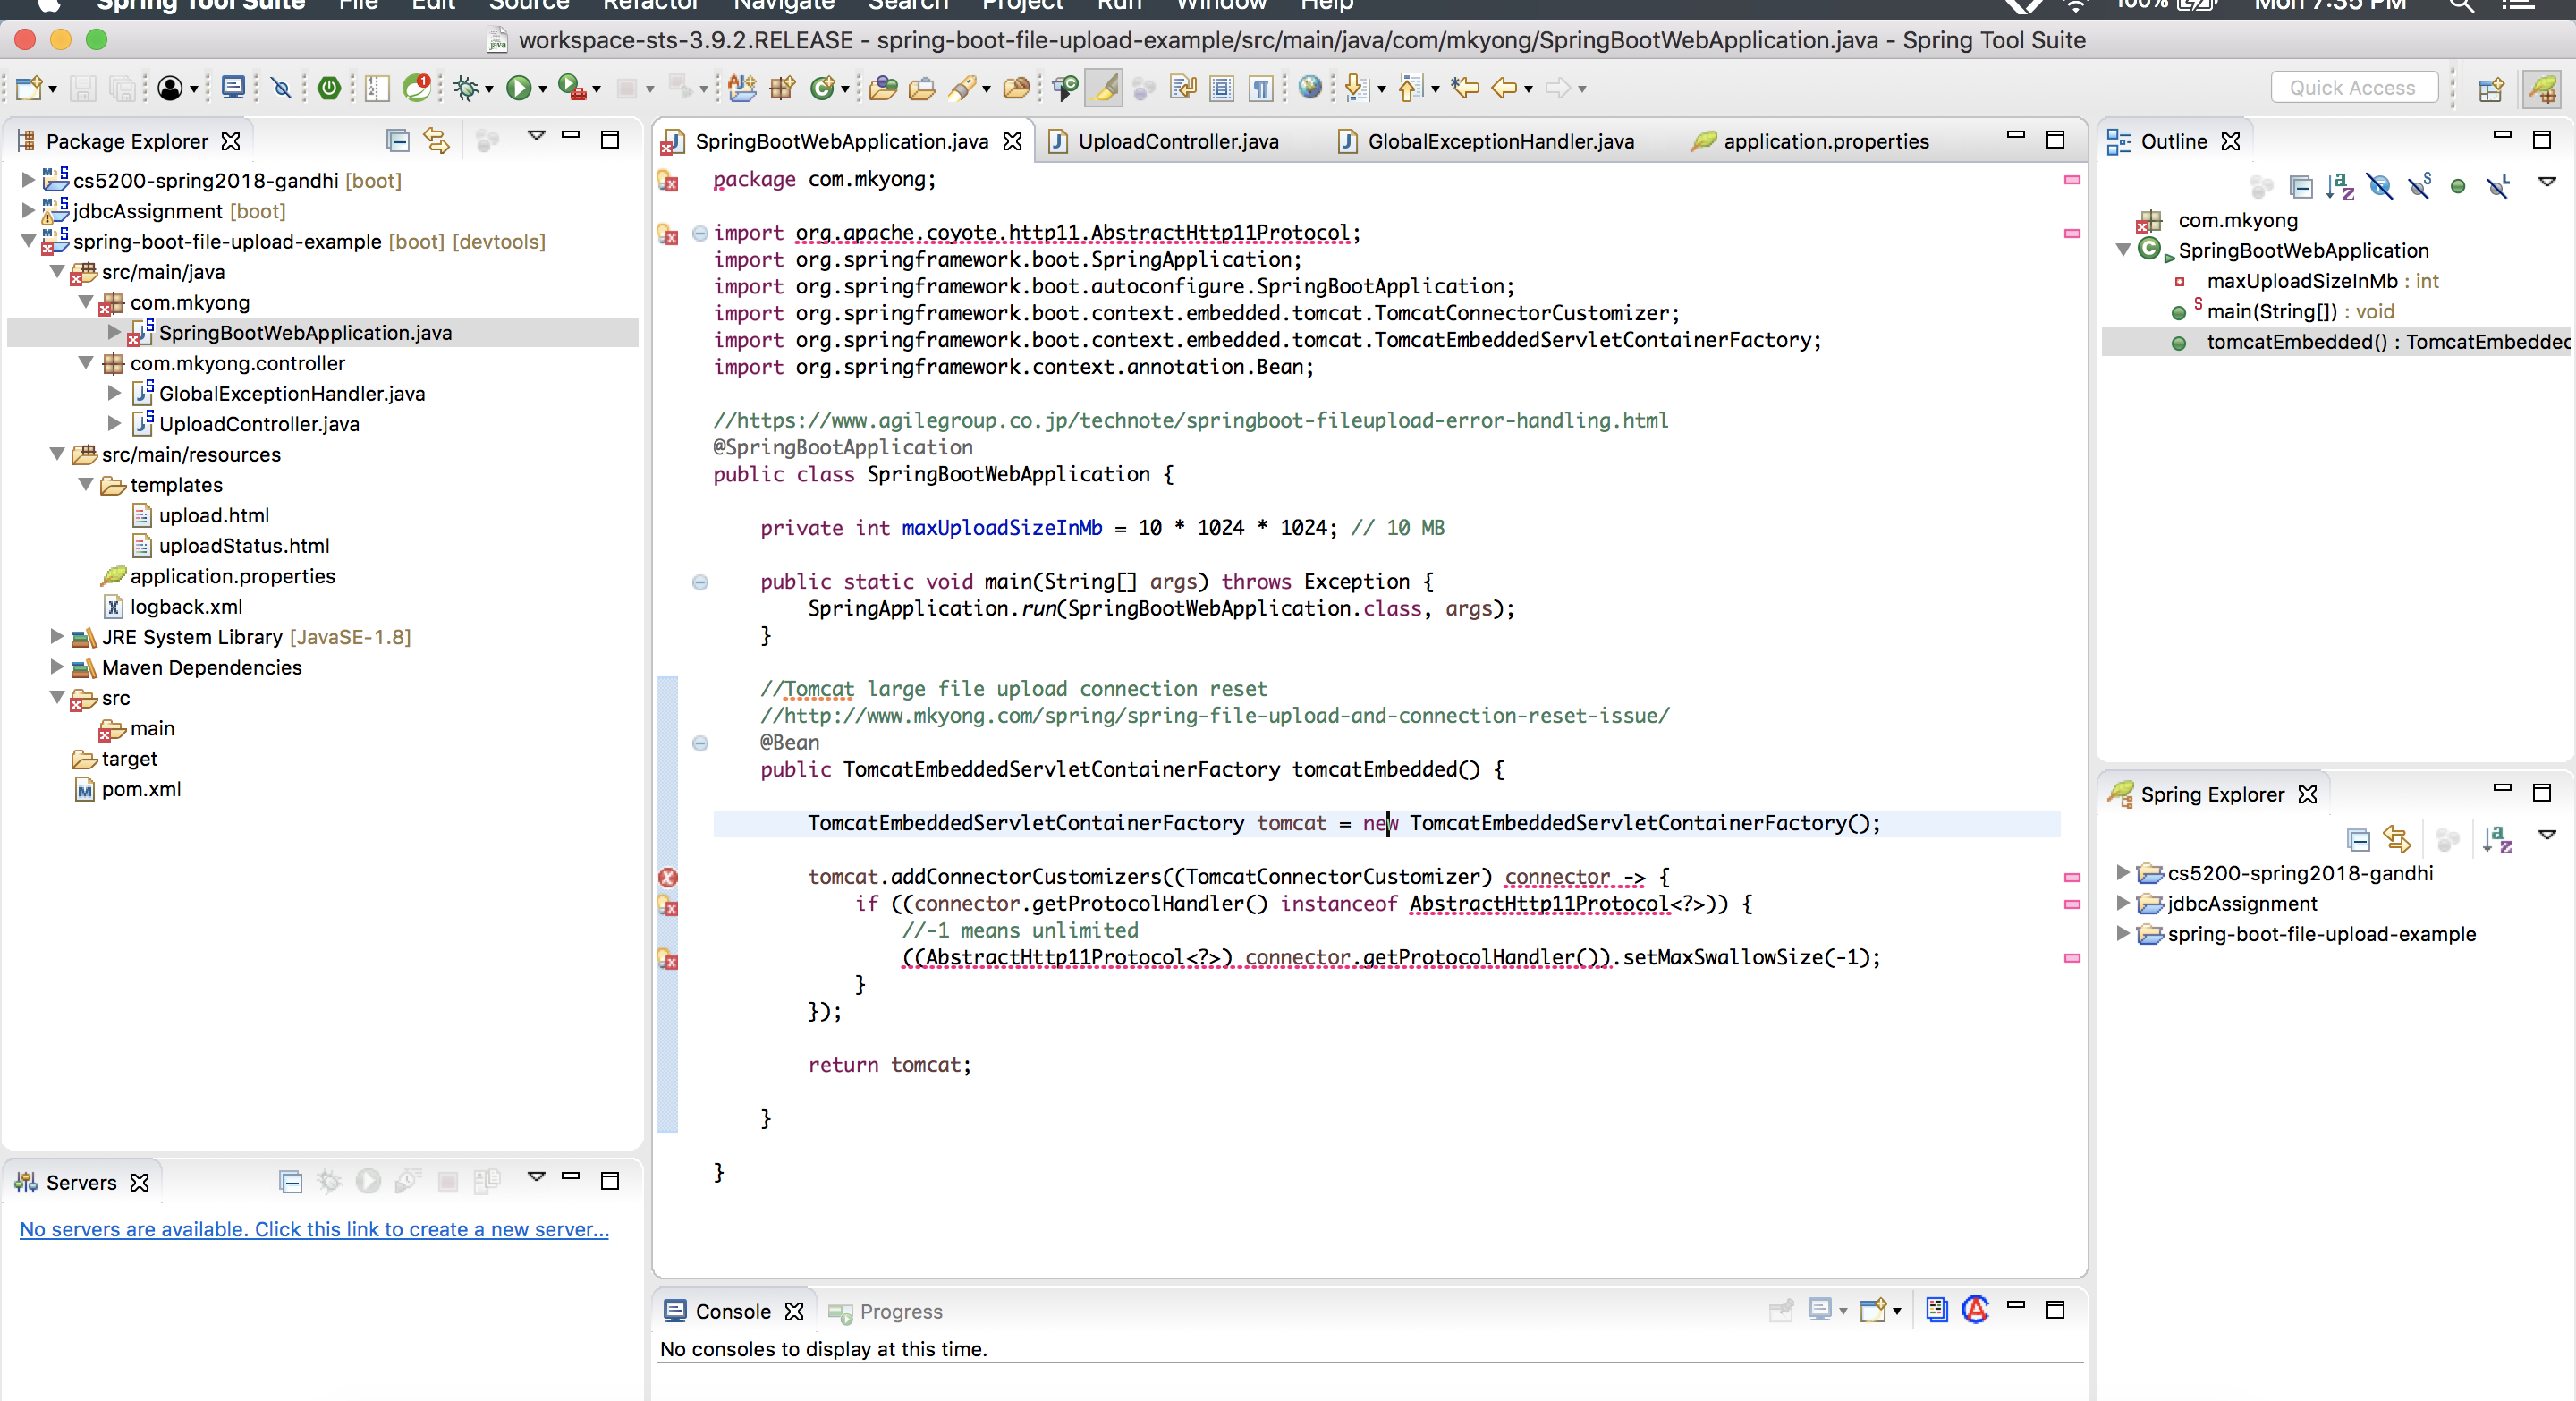 Spring Tool Suite File Edit Source Refactor Navigate Search Project Run Window Help 100% Mon 7:35 PM
workspace-sts-3.9.2.RELEASE - spring-boot-file-upload-example/src/main/java/com/mkyong/SpringBootWebApplication.java - Spring Tool Suite
Quick Access
Package Explorer
cs5200-spring2018-gandhi [boot]
jdbcAssignment [boot]
spring-boot-file-upload-example [boot] [devtools]
src/main/java
com.mkyong
SpringBootWebApplication.java
com.mkyong.controller
GlobalExceptionHandler.java
UploadController.java
src/main/resources
templates
upload.html
uploadStatus.html
application.properties
logback.xml
JRE System Library [JavaSE-1.8]
Maven Dependencies
src
main
target
pom.xml
Servers
No servers are available. Click this link to create a new server...
SpringBootWebApplication.java UploadController.java GlobalExceptionHandler.java application.properties
package com.mkyong;
import org.apache.coyote.http11.AbstractHttp11Protocol;
import org.springframework.boot.SpringApplication;
import org.springframework.boot.autoconfigure.SpringBootApplication;
import org.springframework.boot.context.embedded.tomcat.TomcatConnectorCustomizer;
import org.springframework.boot.context.embedded.tomcat.TomcatEmbeddedServletContainerFactory;
import org.springframework.context.annotation.Bean;
//https://www.agilegroup.co.jp/technote/springboot-fileupload-error-handling.html
@SpringBootApplication
public class SpringBootWebApplication {
private int maxUploadSizeInMb = 10 * 1024 * 1024; // 10 MB
public static void main(String[] args) throws Exception {
SpringApplication.run(SpringBootWebApplication.class, args);
}
//Tomcat large file upload connection reset
//http://www.mkyong.com/spring/spring-file-upload-and-connection-reset-issue/
@Bean
public TomcatEmbeddedServletContainerFactory tomcatEmbedded() {
TomcatEmbeddedServletContainerFactory tomcat = new TomcatEmbeddedServletContainerFactory();
tomcat.addConnectorCustomizers((TomcatConnectorCustomizer) connector -> {
if ((connector.getProtocolHandler() instanceof AbstractHttp11Protocol<?>)) {
//-1 means unlimited
((AbstractHttp11Protocol<?>) connector.getProtocolHandler()).setMaxSwallowSize(-1);
}
});
return tomcat;
}
}
Console Progress
No consoles to display at this time.
Outline
com.mkyong
SpringBootWebApplication
maxUploadSizeInMb : int
main(String[]) : void
tomcatEmbedded() : TomcatEmbedded
Spring Explorer
cs5200-spring2018-gandhi
jdbcAssignment
spring-boot-file-upload-example